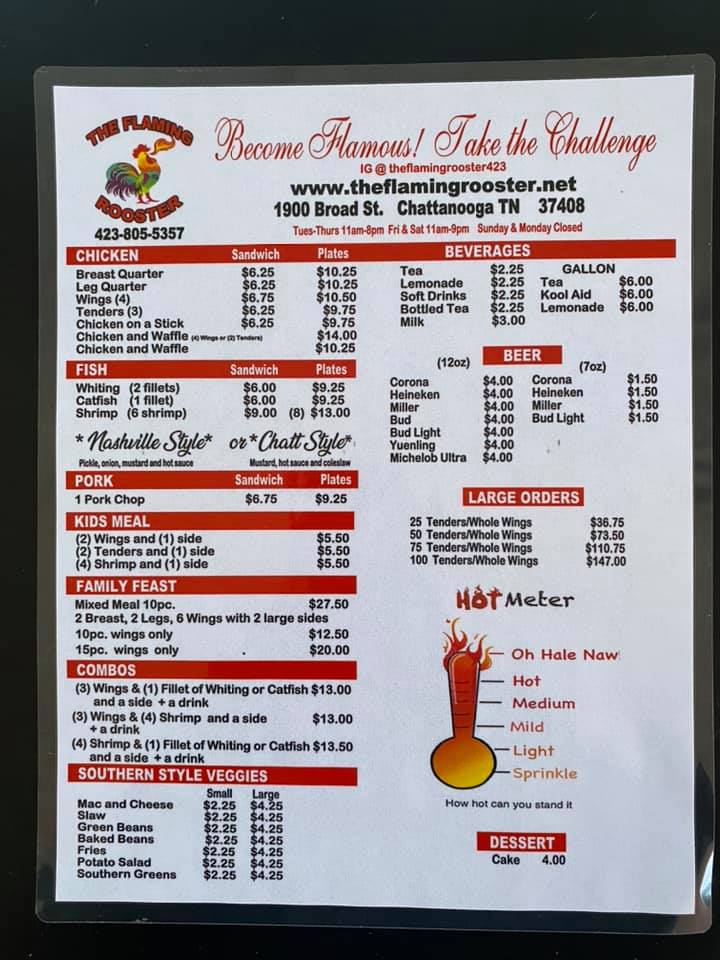 THE FLAMING
ROOSTER
423-805-5357
Become Flamous! Take the Challenge
IG @ theflamingrooster423
www.theflamingrooster.net
1900 Broad St. Chattanooga TN 37408
Tues-Thurs 11am-8pm Fri & Sat 11am-9pm Sunday & Monday Closed
CHICKEN Sandwich Plates
Breast Quarter $6.25 $10.25
Leg Quarter $6.25 $10.25
Wings (4) $6.75 $10.50
Tenders (3) $6.25 $9.75
Chicken on a Stick $6.25 $9.75
Chicken and Waffle (4) Wings or (2) Tenders) $14.00
Chicken and Waffle $10.25
FISH Sandwich Plates
Whiting (2 fillets) $6.00 $9.25
Catfish (1 fillet) $6.00 $9.25
Shrimp (6 shrimp) $9.00 (8) $13.00
*Nashville Style* or *Chatt Style*
Pickle, onion, mustard and hot sauce Mustard, hot sauce and coleslaw
PORK Sandwich Plates
1 Pork Chop $6.75 $9.25
KIDS MEAL
(2) Wings and (1) side $5.50
(2) Tenders and (1) side $5.50
(4) Shrimp and (1) side $5.50
FAMILY FEAST
Mixed Meal 10pc. $27.50
2 Breast, 2 Legs, 6 Wings with 2 large sides
10pc. wings only $12.50
15pc. wings only $20.00
COMBOS
(3) Wings & (1) Fillet of Whiting or Catfish $13.00
and a side + a drink
(3) Wings & (4) Shrimp and a side $13.00
+ a drink
(4) Shrimp & (1) Fillet of Whiting or Catfish $13.50
and a side + a drink
SOUTHERN STYLE VEGGIES
Small Large
Mac and Cheese $2.25 $4.25
Slaw $2.25 $4.25
Green Beans $2.25 $4.25
Baked Beans $2.25 $4.25
Fries $2.25 $4.25
Potato Salad $2.25 $4.25
Southern Greens $2.25 $4.25
BEVERAGES
Tea $2.25
Lemonade $2.25
Soft Drinks $2.25
Bottled Tea $2.25
Milk $3.00
GALLON
Tea $6.00
Kool Aid $6.00
Lemonade $6.00
BEER
(12oz)
Corona $4.00
Heineken $4.00
Miller $4.00
Bud $4.00
Bud Light $4.00
Yuenling $4.00
Michelob Ultra $4.00
(7oz)
Corona $1.50
Heineken $1.50
Miller $1.50
Bud Light $1.50
LARGE ORDERS
25 Tenders/Whole Wings $36.75
50 Tenders/Whole Wings $73.50
75 Tenders/Whole Wings $110.75
100 Tenders/Whole Wings $147.00
HOT Meter
Oh Hale Naw!
Hot
Medium
Mild
Light
Sprinkle
How hot can you stand it
DESSERT
Cake 4.00